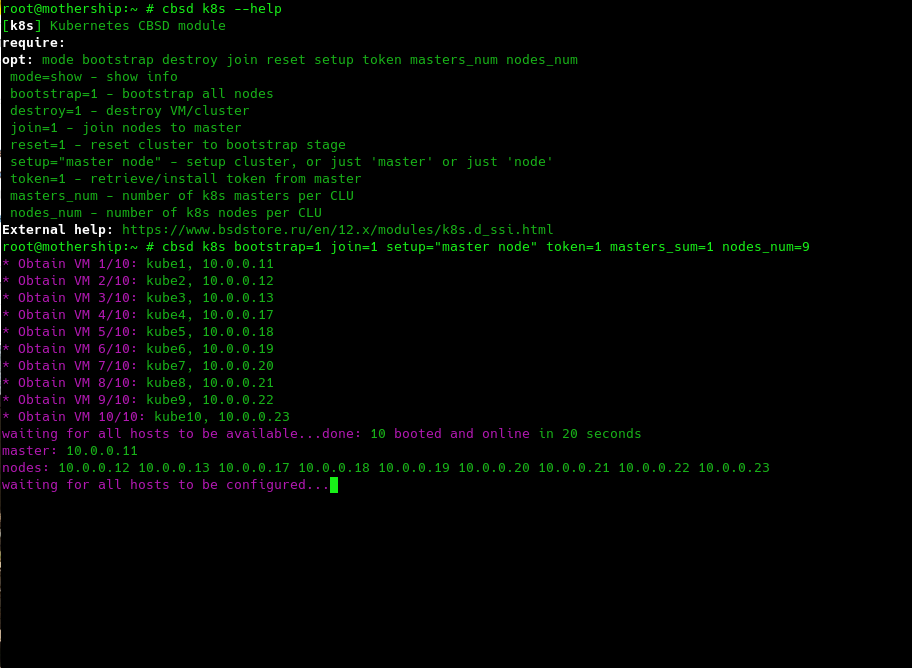 root@mothership:~ # cbsd k8s --help
[k8s] Kubernetes CBSD module
require:
opt: mode bootstrap destroy join reset setup token masters_num nodes_num
mode=show - show info
bootstrap=1 - bootstrap all nodes
destroy=1 - destroy VM/cluster
join=1 - join nodes to master
reset=1 - reset cluster to bootstrap stage
setup="master node" - setup cluster, or just 'master' or just 'node'
token=1 - retrieve/install token from master
masters_num - number of k8s masters per CLU
nodes_num - number of k8s nodes per CLU
External help: https://www.bsdstore.ru/en/12.x/modules/k8s.d_ssi.html
root@mothership:~ # cbsd k8s bootstrap=1 join=1 setup="master node" token=1 masters_sum=1 nodes_num=9
* Obtain VM 1/10: kube1, 10.0.0.11
* Obtain VM 2/10: kube2, 10.0.0.12
* Obtain VM 3/10: kube3, 10.0.0.13
* Obtain VM 4/10: kube4, 10.0.0.17
* Obtain VM 5/10: kube5, 10.0.0.18
* Obtain VM 6/10: kube6, 10.0.0.19
* Obtain VM 7/10: kube7, 10.0.0.20
* Obtain VM 8/10: kube8, 10.0.0.21
* Obtain VM 9/10: kube9, 10.0.0.22
* Obtain VM 10/10: kube10, 10.0.0.23
waiting for all hosts to be available...done: 10 booted and online in 20 seconds
master: 10.0.0.11
nodes: 10.0.0.12 10.0.0.13 10.0.0.17 10.0.0.18 10.0.0.19 10.0.0.20 10.0.0.21 10.0.0.22 10.0.0.23
waiting for all hosts to be configured...